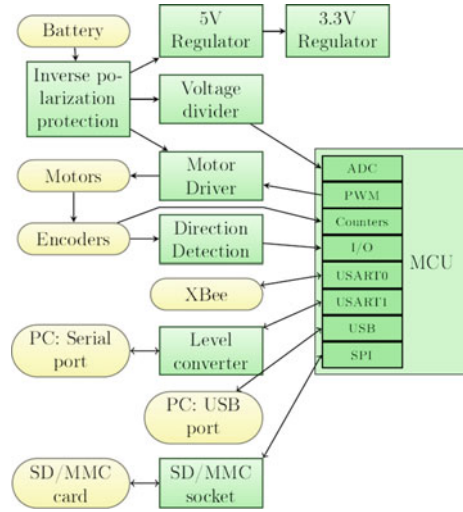 Battery
5V
Regulator
3.3V
Regulator
Inverse po-
larization
protection
Voltage
divider
Motors
Motor
Driver
Encoders
Direction
Detection
XBee
PC: Serial
port
Level
converter
PC: USB
port
SD/MMC
card
SD/MMC
socket
ADC
PWM
Counters
I/O
USART0
USART1
USB
SPI
MCU